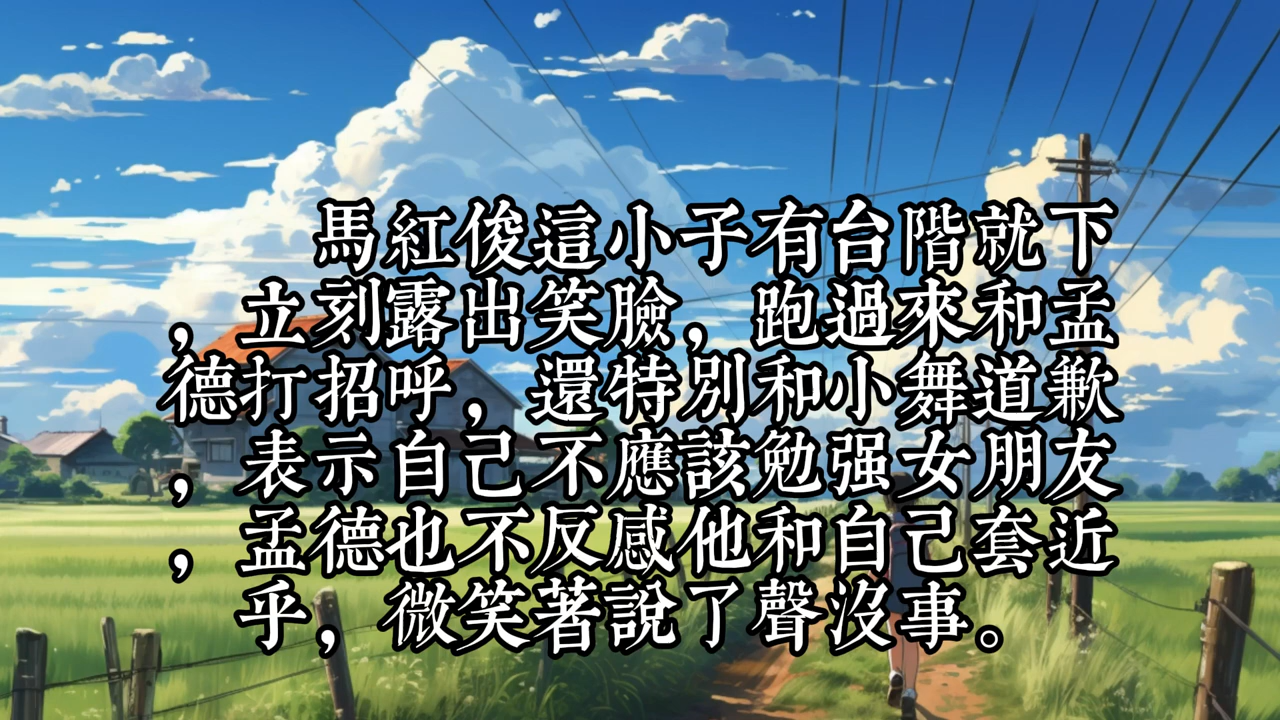 馬紅俊這小子有台階就下
，立刻露出笑臉，跑過來和孟
德打招呼，還特別和小舞道歉
，表示自己不應該勉强女朋友
，孟德也不反感他和自己套近
乎，微笑著說了聲沒事。